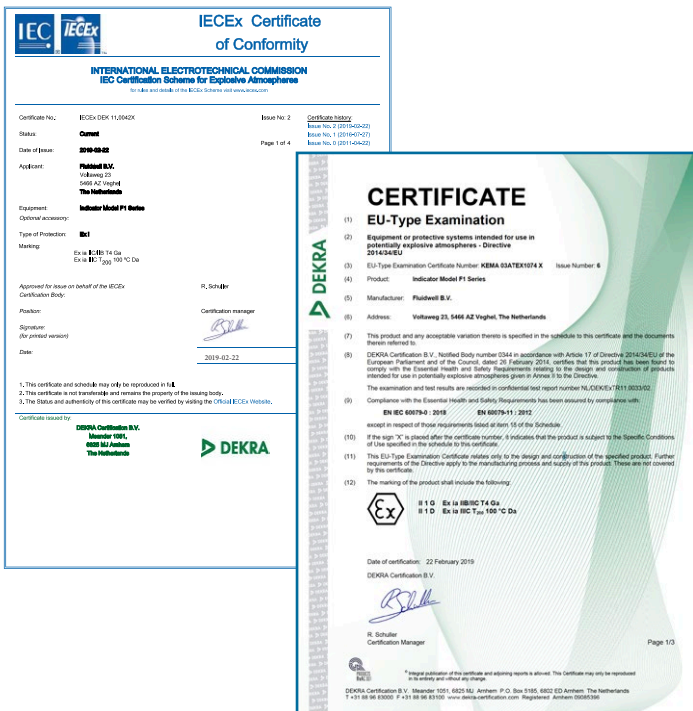 IEC
IECEx
IECEx Certificate
of Conformity
INTERNATIONAL ELECTROTECHNICAL COMMISSION
IEC Certification Scheme for Explosive Atmospheres
for rules and details of the IECEx Scheme visit www.iecex.com
Certificate No.: IECEx DEK 11.0042X Issue No: 2 Certificate history:
Issue No. 2 (2019-02-22)
Status: Current Issue No. 1 (2016-07-27)
Page 1 of 4 Issue No. 0 (2011-04-22)
Date of Issue: 2019-02-22
Applicant: Fluidwell B.V.
Voltaweg 23
5466 AZ Veghel
The Netherlands
Equipment: Indicator Model F1 Series
Optional accessory:
Type of Protection: Ex i
Marking:
Ex ia IIC/IIB T4 Ga
Ex ia IIIC T200 100 °C Da
Approved for issue on behalf of the IECEx R. Schuller
Certification Body:
Position: Certification manager
Signature:
(for printed version)
Date: 2019-02-22
1. This certificate and schedule may only be reproduced in full.
2. This certificate is not transferable and remains the property of the issuing body.
3. The Status and authenticity of this certificate may be verified by visiting the Official IECEx Website.
Certificate issued by:
DEKRA Certification B.V.
Meander 1051,
6825 MJ Arnhem
The Netherlands
DEKRA
DEKRA
CERTIFICATE
(1) EU-Type Examination
(2) Equipment or protective systems intended for use in
potentially explosive atmospheres - Directive
2014/34/EU
(3) EU-Type Examination Certificate Number: KEMA 03ATEX1074 X Issue Number: 6
(4) Product: Indicator Model F1 Series
(5) Manufacturer: Fluidwell B.V.
(6) Address: Voltaweg 23, 5466 AZ Veghel, The Netherlands
(7) This product and any acceptable variation thereto is specified in the schedule to this certificate and the documents
therein referred to.
(8) DEKRA Certification B.V., Notified Body number 0344 in accordance with Article 17 of Directive 2014/34/EU of the
European Parliament and of the Council, dated 26 February 2014, certifies that this product has been found to
comply with the Essential Health and Safety Requirements relating to the design and construction of products
intended for use in potentially explosive atmospheres given in Annex II to the Directive.
The examination and test results are recorded in confidential test report number NL/DEK/ExTR11.0033/02.
(9) Compliance with the Essential Health and Safety Requirements has been assured by compliance with:
EN IEC 60079-0 : 2018 EN 60079-11 : 2012
except in respect of those requirements listed at item 18 of the Schedule.
(10) If the sign "X" is placed after the certificate number, it indicates that the product is subject to the Specific Conditions
of Use specified in the schedule to this certificate.
(11) This EU-Type Examination Certificate relates only to the design and construction of the specified product. Further
requirements of the Directive apply to the manufacturing process and supply of this product. These are not covered
by this certificate.
(12) The marking of the product shall include the following:
Ex
II 1 G Ex ia IIB/IIC T4 Ga
II 1 D Ex ia IIIC T200 100 °C Da
Date of certification: 22 February 2019
DEKRA Certification B.V.
R. Schuller
Certification Manager Page 1/3
* Integral publication of this certificate and adjoining reports is allowed. This Certificate may only be reproduced
in its entirety and without any change.
DEKRA Certification B.V. Meander 1051, 6825 MJ Arnhem P.O. Box 5185, 6802 ED Arnhem The Netherlands
T +31 88 96 83000 F +31 88 96 83100 www.dekra-certification.com Registered Arnhem 09085396